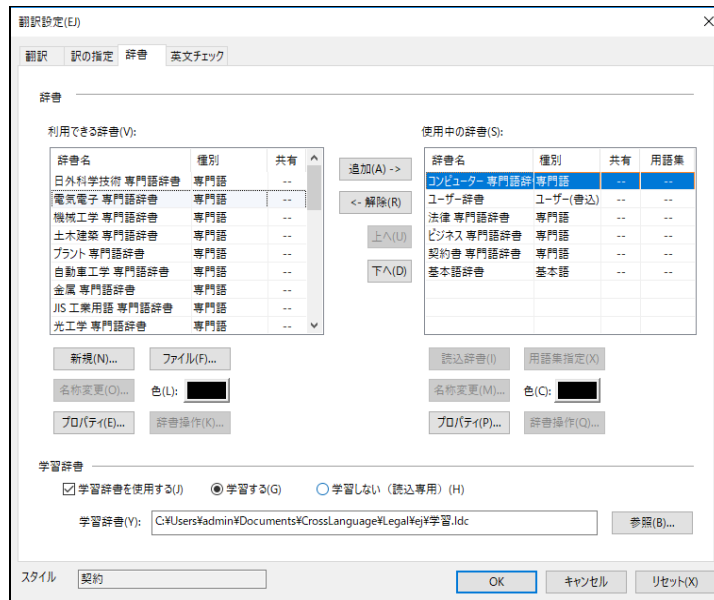 翻訳設定(EJ)
翻訳 訳の指定 辞書 英文チェック
辞書
利用できる辞書(V):
辞書名 種別 共有
日外科学技術 専門語辞書 専門語 --
電気電子 専門語辞書 専門語 --
機械工学 専門語辞書 専門語 --
土木建築 専門語辞書 専門語 --
プラント 専門語辞書 専門語 --
自動車工学 専門語辞書 専門語 --
金属 専門語辞書 専門語 --
JIS 工業用語 専門語辞書 専門語 --
光工学 専門語辞書 専門語 --
追加(A) ->
<- 解除(R)
上へ(U)
下へ(D)
使用中の辞書(S):
辞書名 種別 共有 用語集
コンピューター 専門語辞 専門語 -- --
ユーザー辞書 ユーザー(書込) -- --
法律 専門語辞書 専門語 -- --
ビジネス 専門語辞書 専門語 -- --
契約書 専門語辞書 専門語 -- --
基本語辞書 基本語 -- --
新規(N)... ファイル(F)...
名称変更(O)... 色(L):
プロパティ(E)... 辞書操作(K)...
読込辞書(I) 用語集指定(X)
名称変更(M)... 色(C):
プロパティ(P)... 辞書操作(Q)...
学習辞書
学習辞書を使用する(J) 学習する(G) 学習しない（読込専用）(H)
学習辞書(Y): C:¥Users¥admin¥Documents¥CrossLanguage¥Legal¥ej¥学習.ldc 参照(B)...
スタイル 契約 OK キャンセル リセット(X)